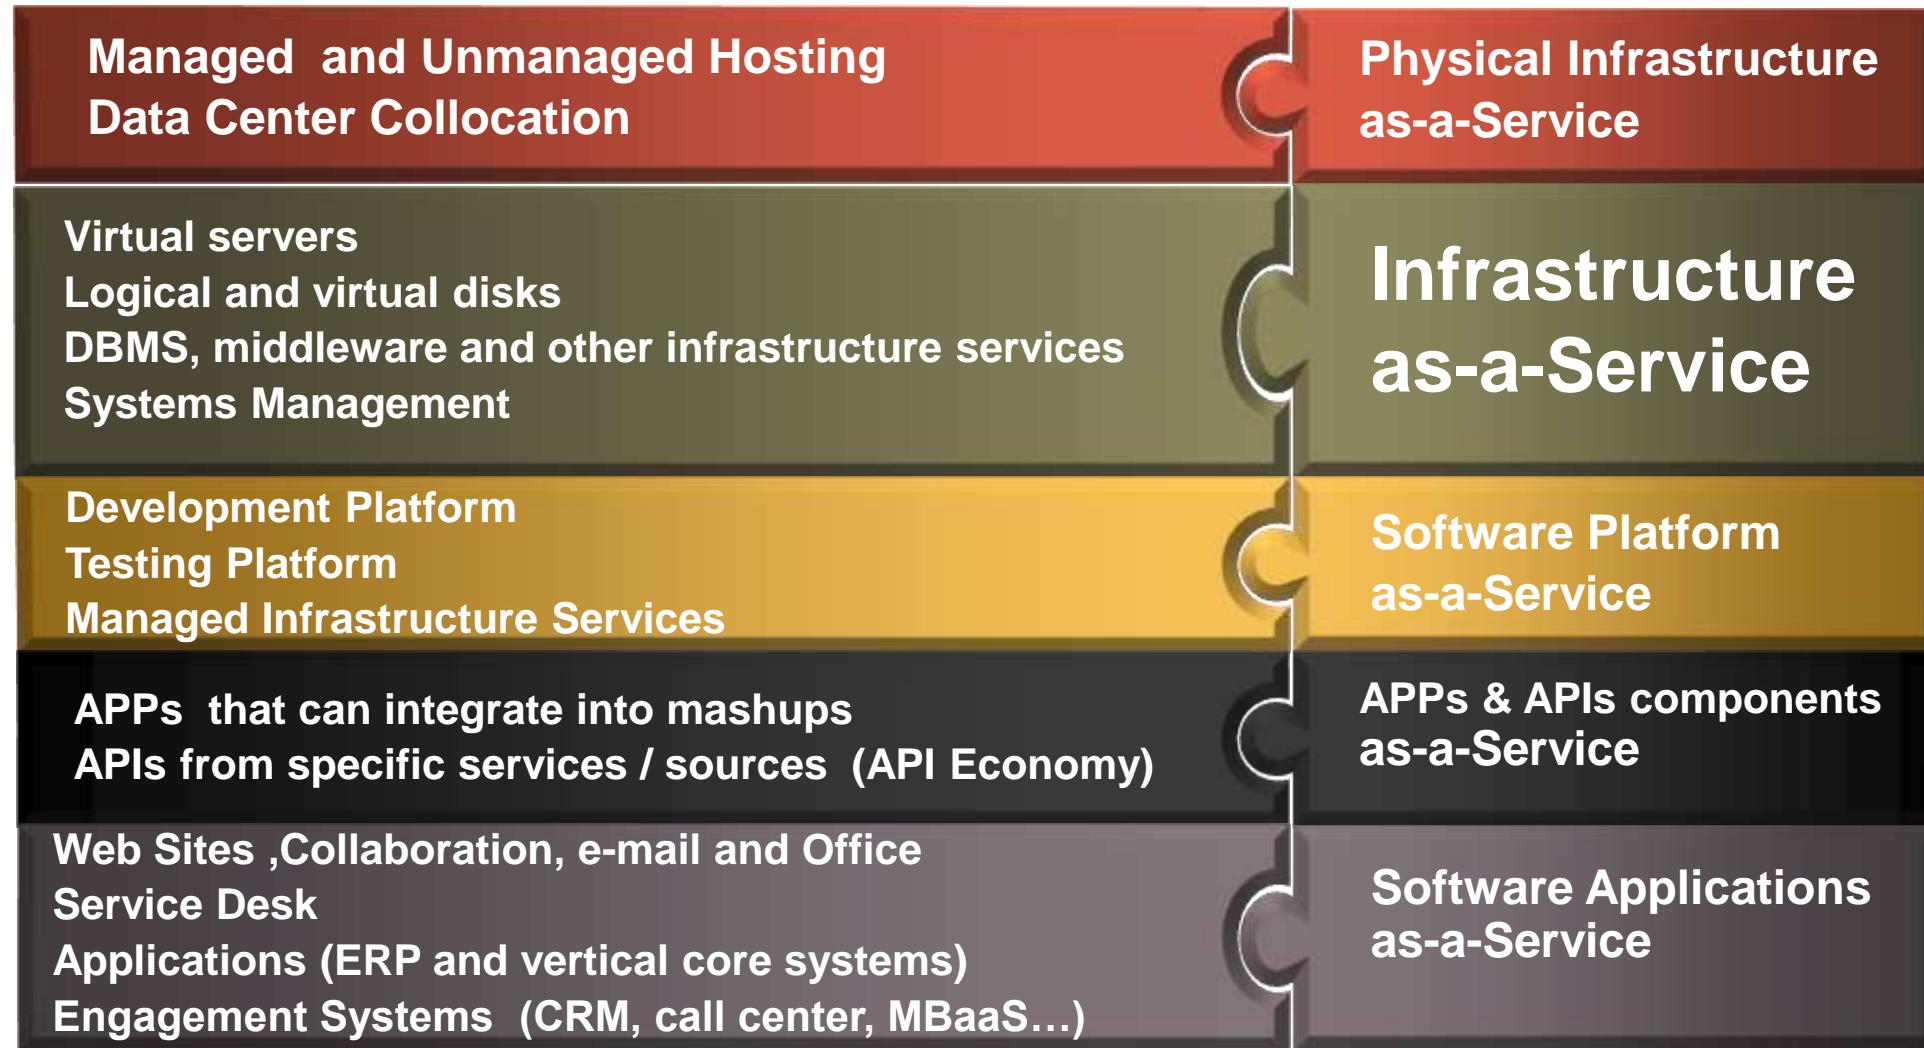 Managed  and Unmanaged Hosting
Data Center Collocation
Physical Infrastructure
as-a-Service
Virtual servers
Logical and virtual disks
DBMS, middleware and other infrastructure services
Systems Management
Infrastructure
as-a-Service
Development Platform
Testing Platform
Managed Infrastructure Services
Software Platform
as-a-Service
APPs  that can integrate into mashups
APIs from specific services / sources  (API Economy)
APPs & APIs components
as-a-Service
Web Sites ,Collaboration, e-mail and Office
Service Desk
Applications (ERP and vertical core systems)
Engagement Systems  (CRM, call center, MBaaS…)
Software Applications
as-a-Service